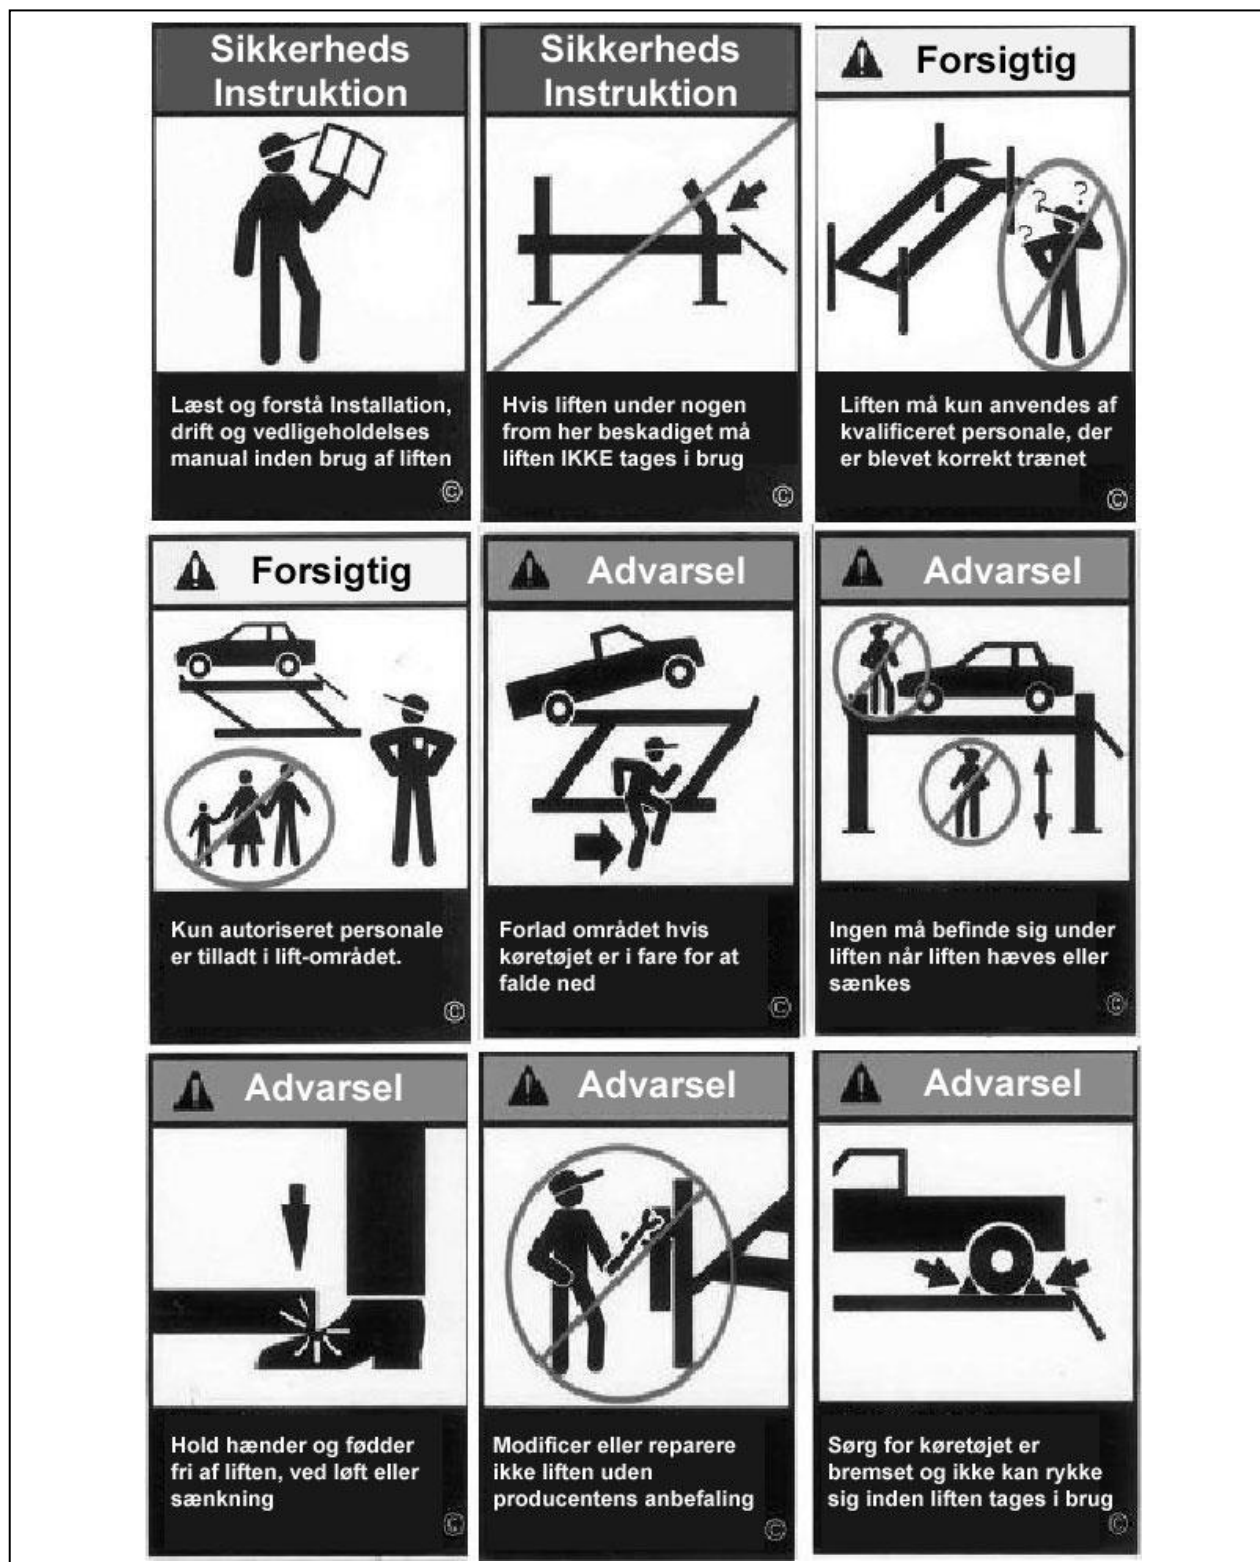 Sikkerheds
Instruktion
Læst og forstå Installation,
drift og vedligeholdelses
manual inden brug af liften
©
Sikkerheds
Instruktion
Hvis liften under nogen
from her beskadiget må
liften IKKE tages i brug
©
Forsigtig
? ? ?
Liften må kun anvendes af
kvalificeret personale, der
er blevet korrekt trænet
©
Forsigtig
Kun autoriseret personale
er tilladt i lift-området.
©
Advarsel
Forlad området hvis
køretøjet er i fare for at
falde ned
©
Advarsel
Ingen må befinde sig under
liften når liften hæves eller
sænkes
©
Advarsel
Hold hænder og fødder
fri af liften, ved løft eller
sænkning
©
Advarsel
Modificer eller reparere
ikke liften uden
producentens anbefaling
©
Advarsel
Sørg for køretøjet er
bremset og ikke kan rykke
sig inden liften tages i brug
©